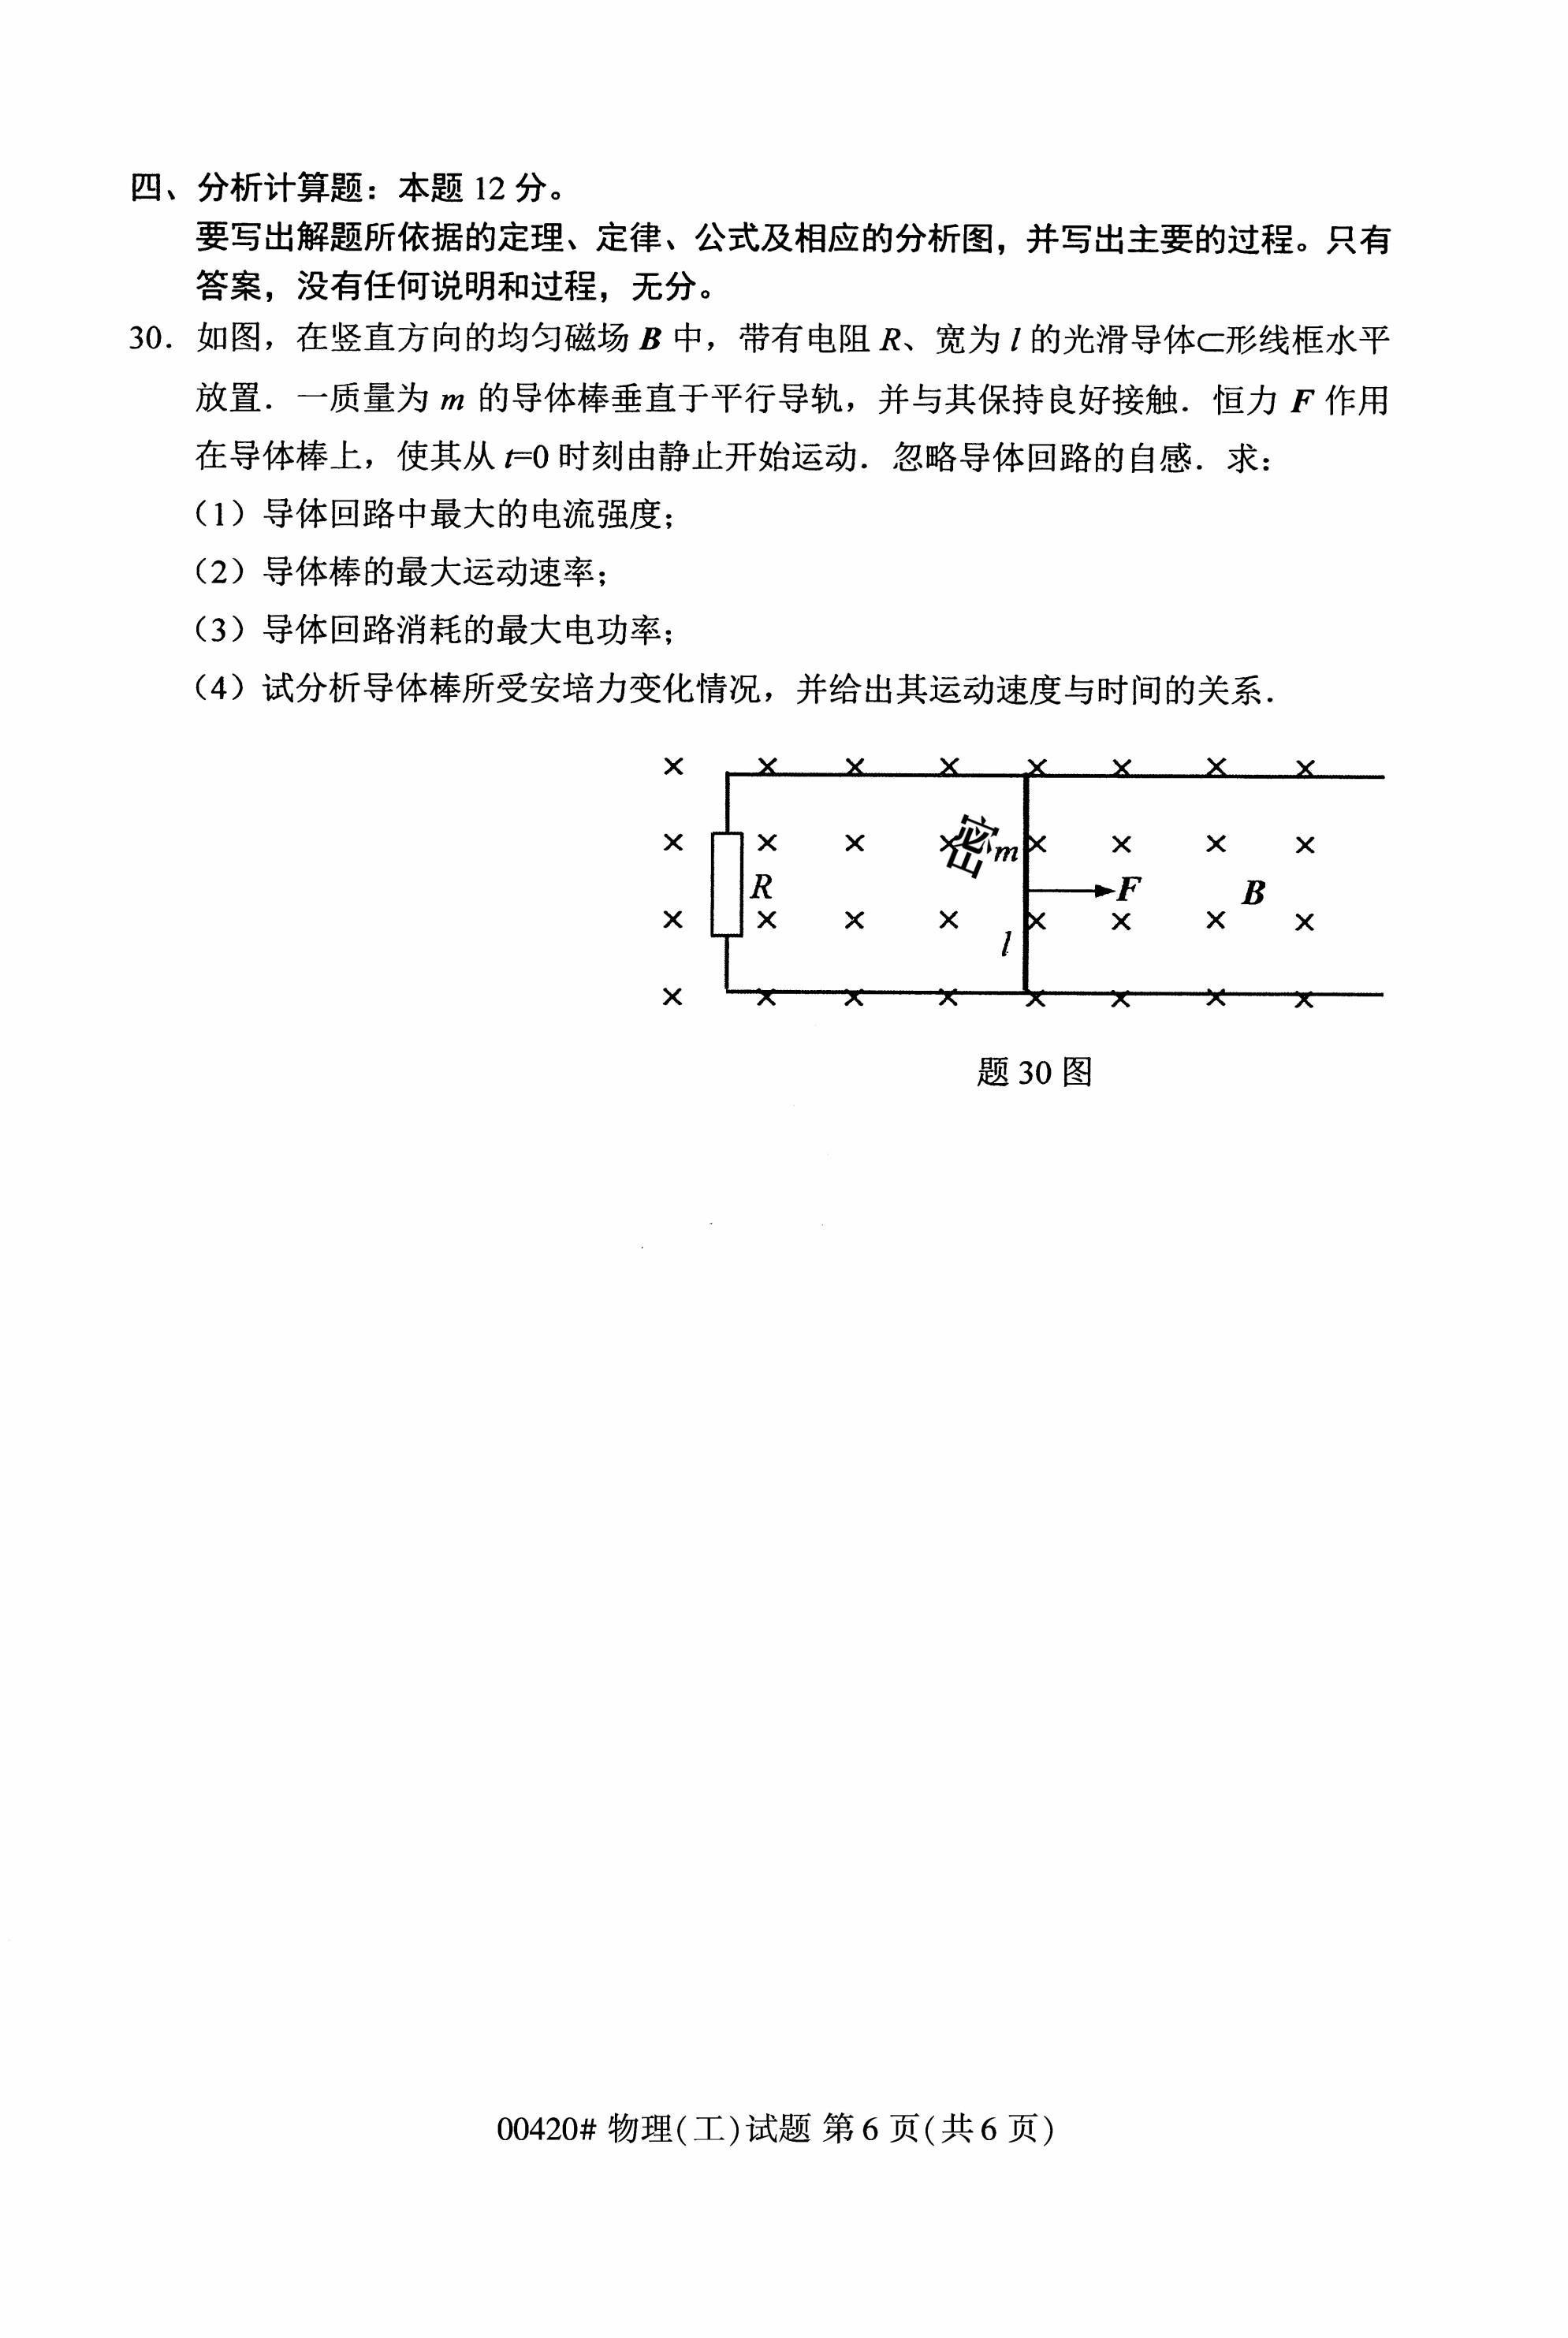 四、分析计算题：本题 12 分。
要写出解题所依据的定理、定律、公式及相应的分析图，并写出主要的过程。只有
答案，没有任何说明和过程，无分。
30．如图，在竖直方向的均匀磁场 B 中，带有电阻 R、宽为 l 的光滑导体⊂形线框水平
放置．一质量为 m 的导体棒垂直于平行导轨，并与其保持良好接触．恒力 F 作用
在导体棒上，使其从 t=0 时刻由静止开始运动．忽略导体回路的自感．求：
（1）导体回路中最大的电流强度；
（2）导体棒的最大运动速率；
（3）导体回路消耗的最大电功率；
（4）试分析导体棒所受安培力变化情况，并给出其运动速度与时间的关系．
密
m
R
F
B
l
题 30 图
00420# 物理(工)试题 第 6 页(共 6 页)